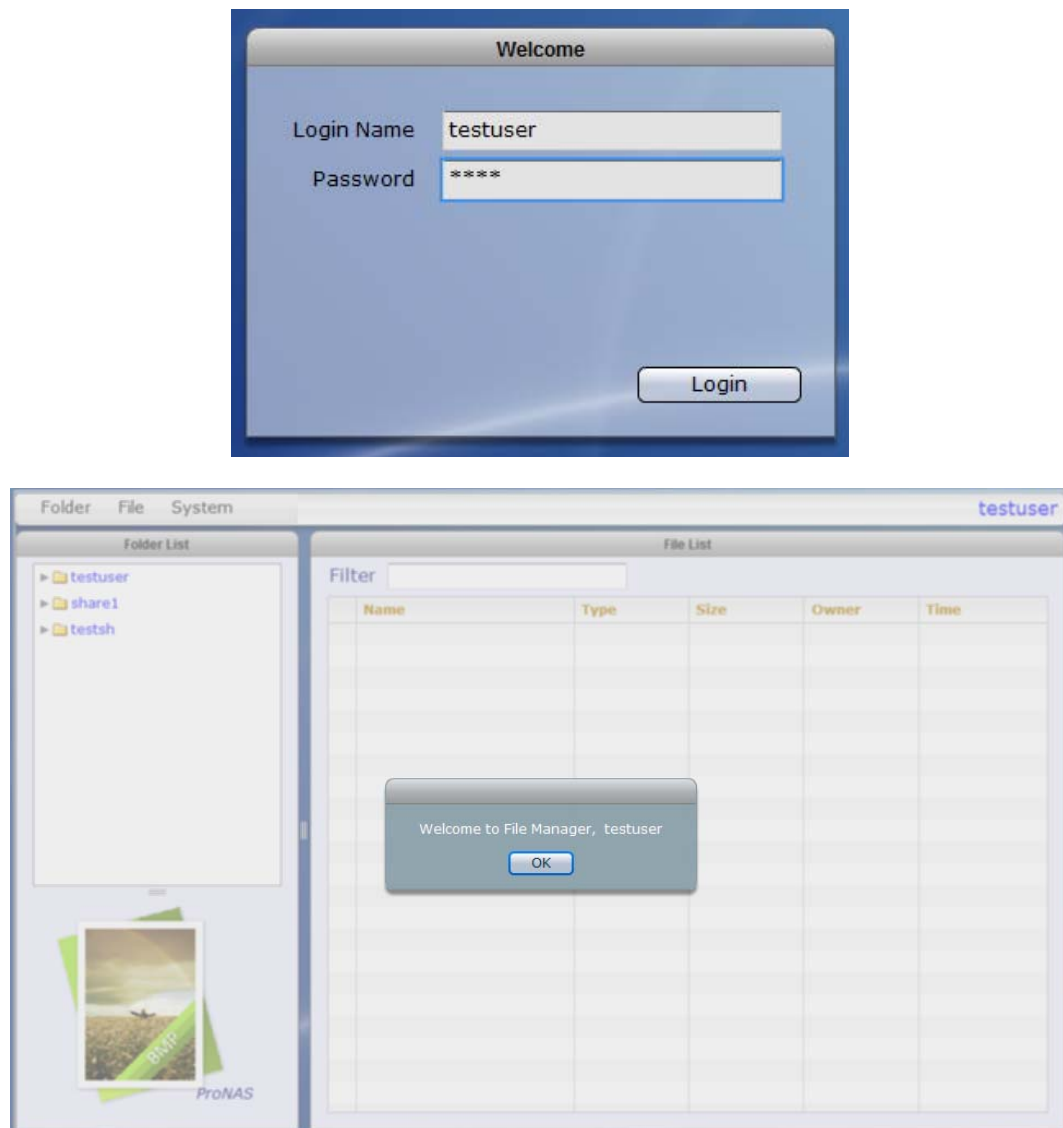 Welcome
Login Name testuser
Password ****
Login
Folder File System testuser
Folder List
testuser
share1
testsh
File List
Filter
Name Type Size Owner Time
Welcome to File Manager, testuser
OK
BMP
ProNAS